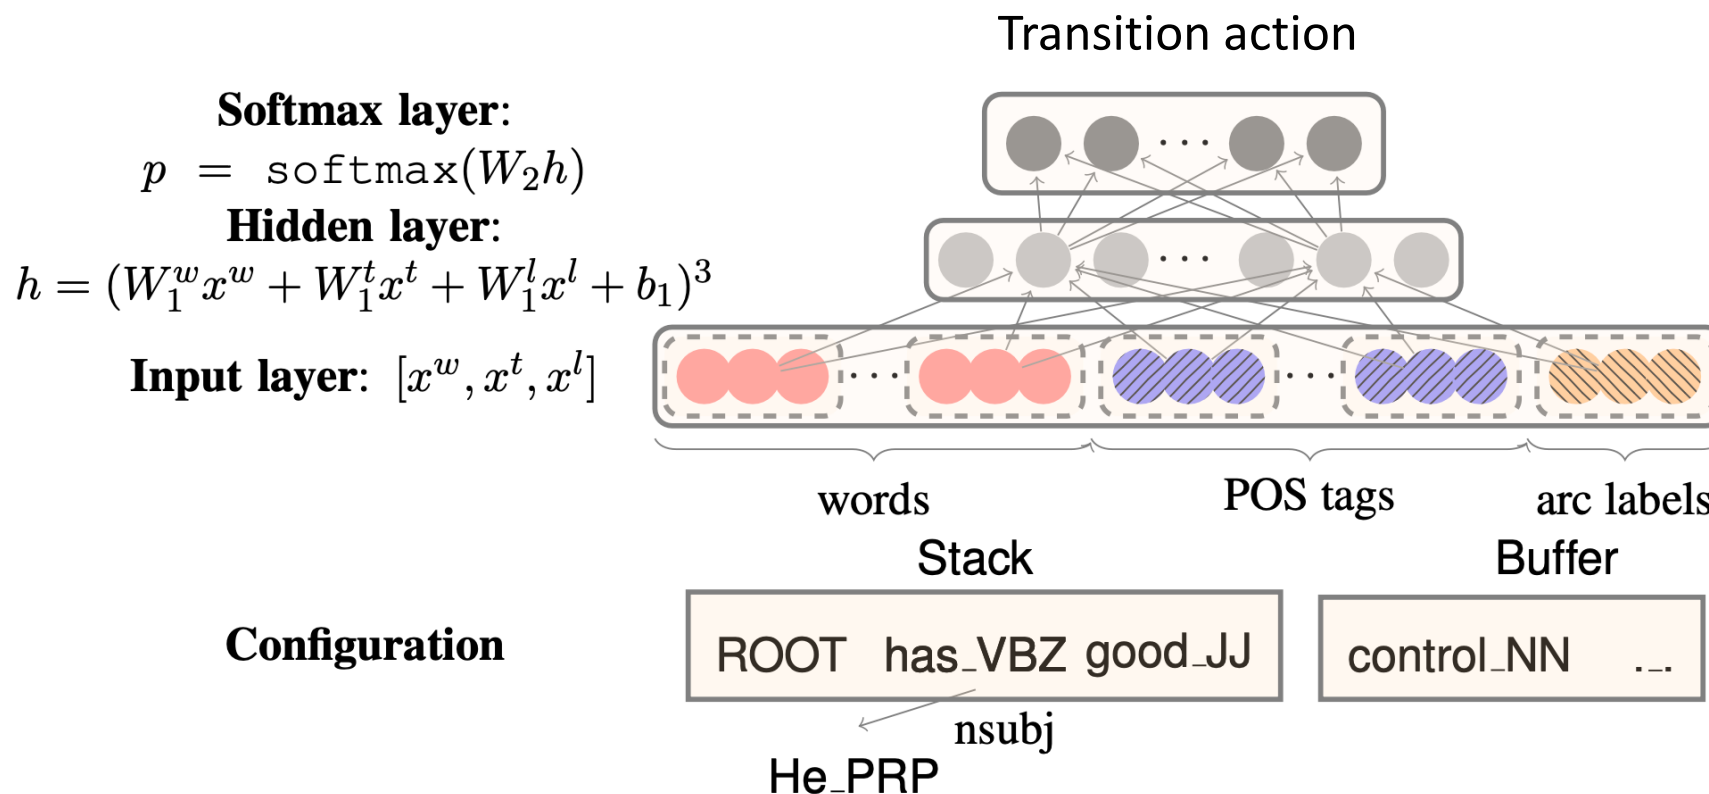 Transition action
Softmax layer:
p = softmax(W₂h)
Hidden layer:
h = (W₁ʷxʷ + W₁ᵗxᵗ + W₁ˡxˡ + b₁)³
Input layer: [xʷ, xᵗ, xˡ]
··· ···
words POS tags arc labels
Stack Buffer
Configuration
ROOT has_VBZ good_JJ control_NN ._.
nsubj
He_PRP